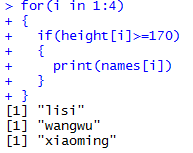 > for(i in 1:4)
+ {
+   if(height[i]>=170)
+   {
+     print(names[i])
+   }
+ }
[1] "lisi"
[1] "wangwu"
[1] "xiaoming"